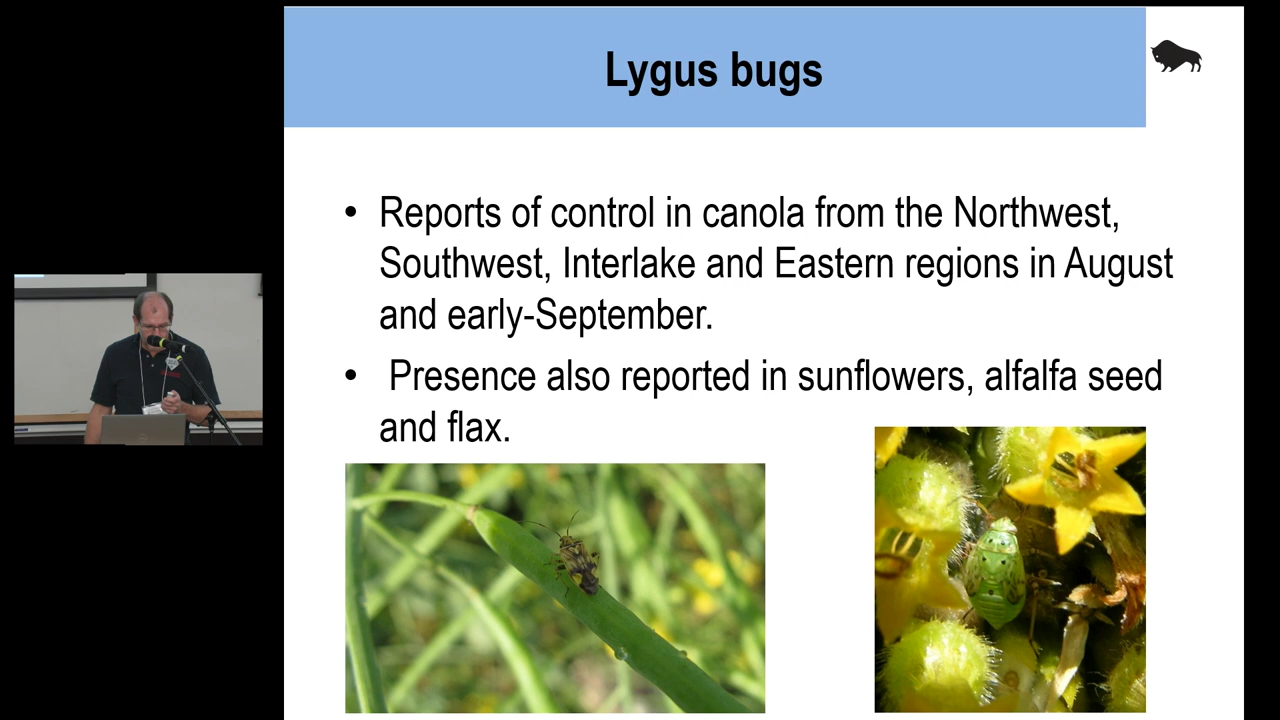 Lygus bugs
• Reports of control in canola from the Northwest,
Southwest, Interlake and Eastern regions in August
and early-September.
• Presence also reported in sunflowers, alfalfa seed
and flax.